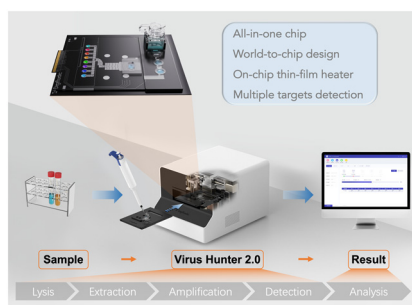 All-in-one chip
World-to-chip design
On-chip thin-film heater
Multiple targets detection
Sample
Virus Hunter 2.0
Result
Lysis
Extraction
Amplification
Detection
Analysis